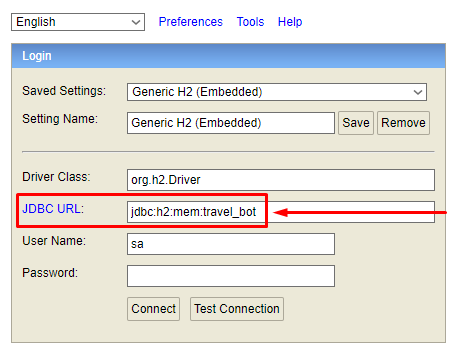 English Preferences Tools Help
Login
Saved Settings: Generic H2 (Embedded)
Setting Name: Generic H2 (Embedded) Save Remove
Driver Class: org.h2.Driver
JDBC URL: jdbc:h2:mem:travel_bot
User Name: sa
Password:
Connect Test Connection